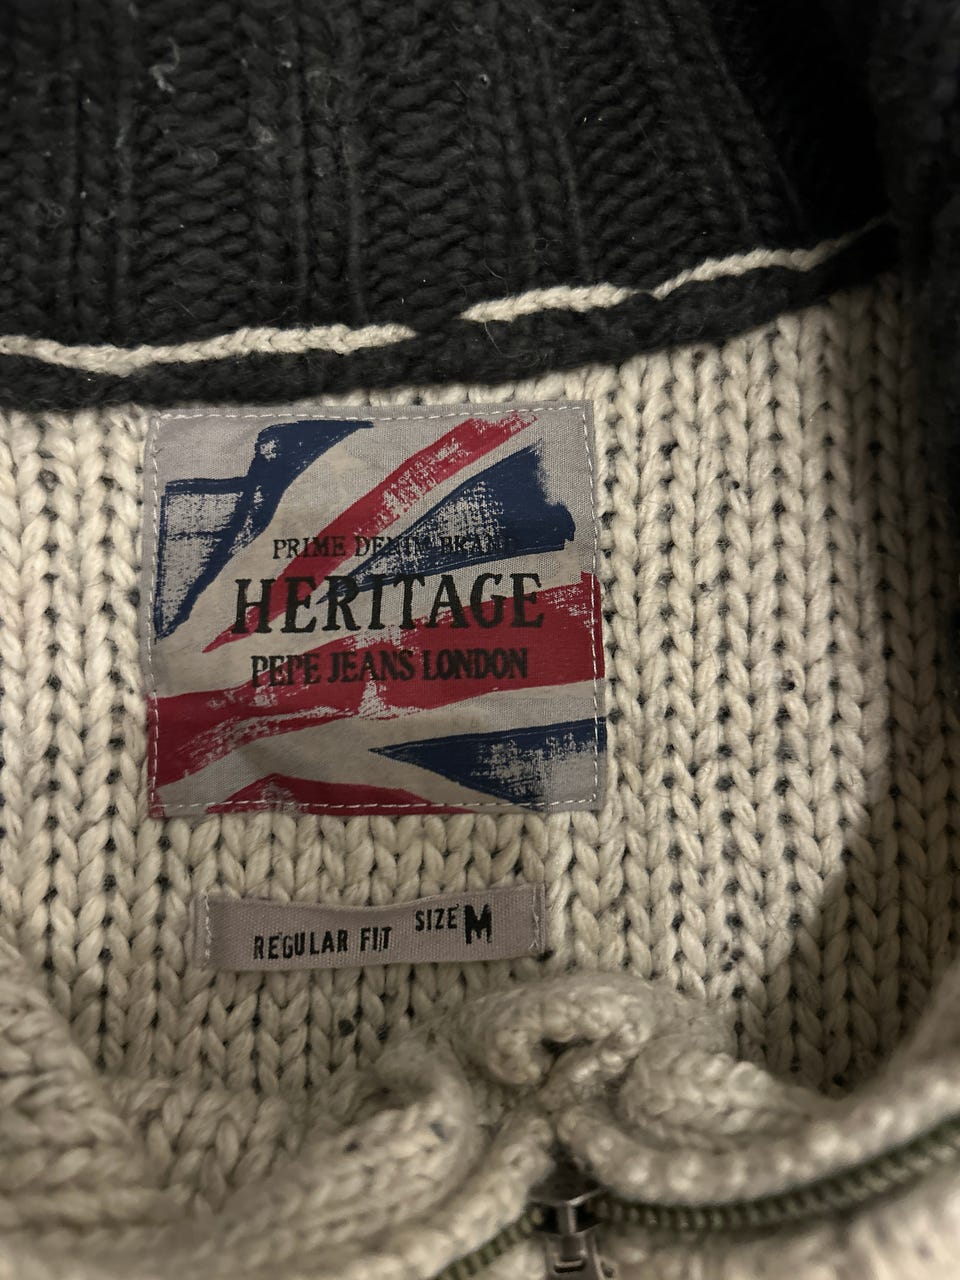 PRIME DENIM BRAND
HERITAGE
PEPE JEANS LONDON
REGULAR FIT SIZE M